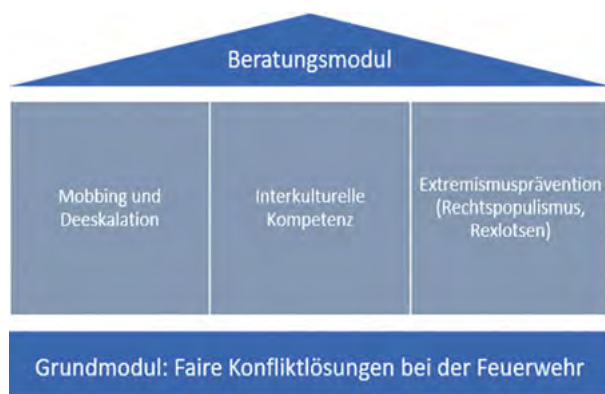 Beratungsmodul
Mobbing und
Deeskalation
Interkulturelle
Kompetenz
Extremismusprävention
(Rechtspopulismus,
Rexlotsen)
Grundmodul: Faire Konfliktlösungen bei der Feuerwehr